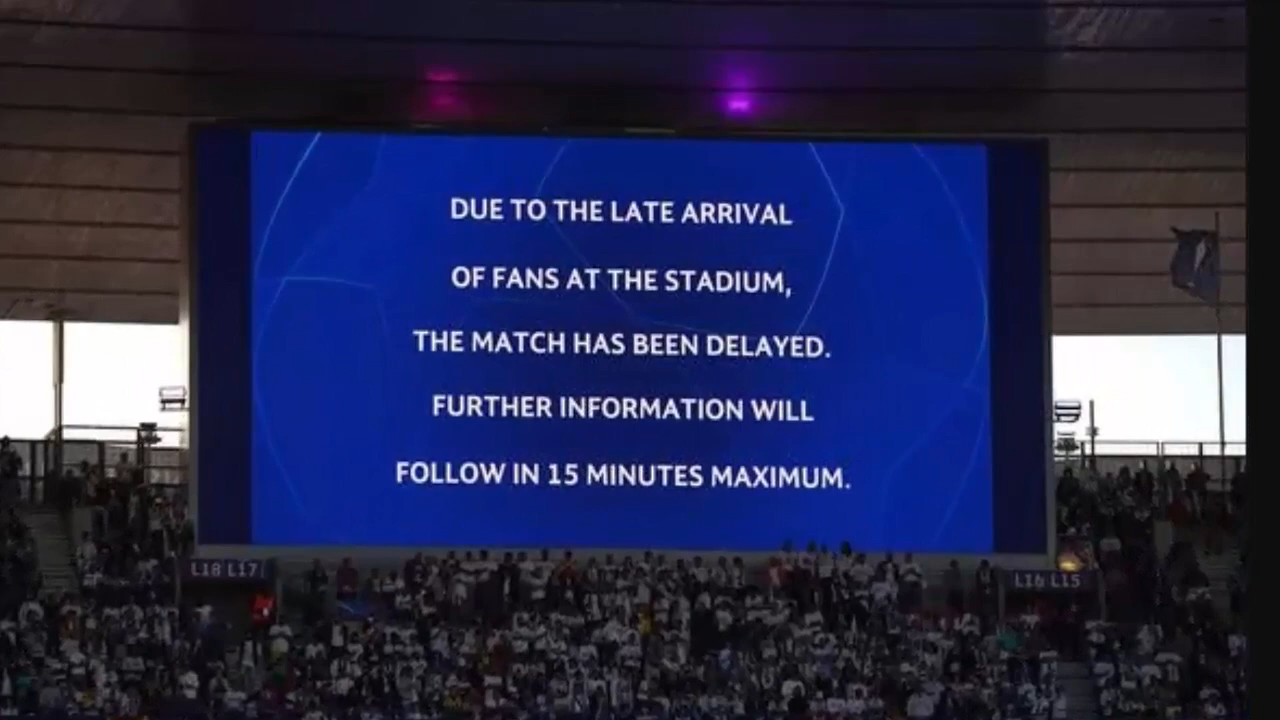 DUE TO THE LATE ARRIVAL
OF FANS AT THE STADIUM,
THE MATCH HAS BEEN DELAYED.
FURTHER INFORMATION WILL
FOLLOW IN 15 MINUTES MAXIMUM.
L18 L17
L16 L15